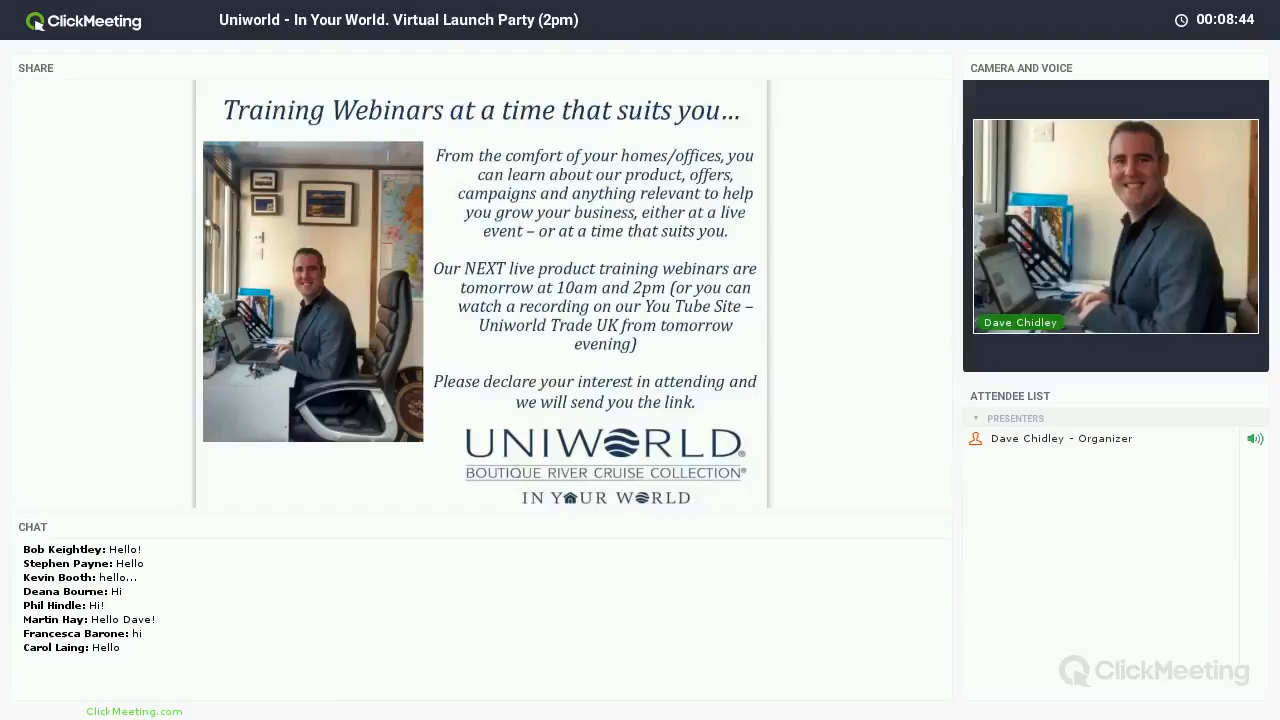 ClickMeeting
Uniworld - In Your World. Virtual Launch Party (2pm)
00:08:44
SHARE
Training Webinars at a time that suits you...
From the comfort of your homes/offices, you
can learn about our product, offers,
campaigns and anything relevant to help
you grow your business, either at a live
event – or at a time that suits you.
Our NEXT live product training webinars are
tomorrow at 10am and 2pm (or you can
watch a recording on our You Tube Site –
Uniworld Trade UK from tomorrow
evening)
Please declare your interest in attending and
we will send you the link.
UNIWORLD®
BOUTIQUE RIVER CRUISE COLLECTION®
IN YOUR WORLD
CAMERA AND VOICE
Dave Chidley
ATTENDEE LIST
PRESENTERS
Dave Chidley - Organizer
CHAT
Bob Keightley: Hello!
Stephen Payne: Hello
Kevin Booth: hello...
Deana Bourne: Hi
Phil Hindle: Hi!
Martin Hay: Hello Dave!
Francesca Barone: hi
Carol Laing: Hello
ClickMeeting
ClickMeeting.com